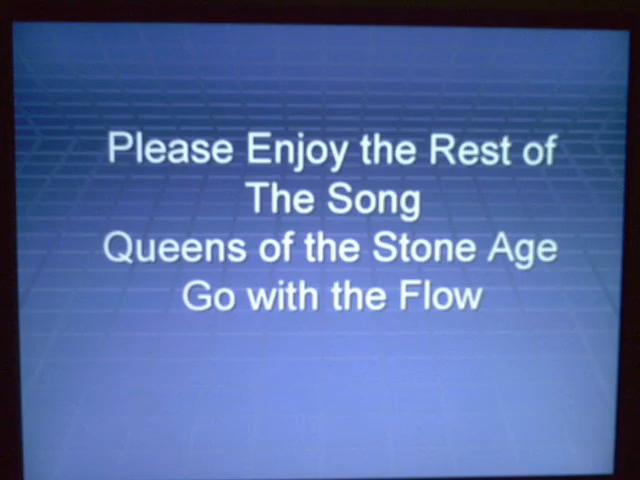 Please Enjoy the Rest of
The Song
Queens of the Stone Age
Go with the Flow